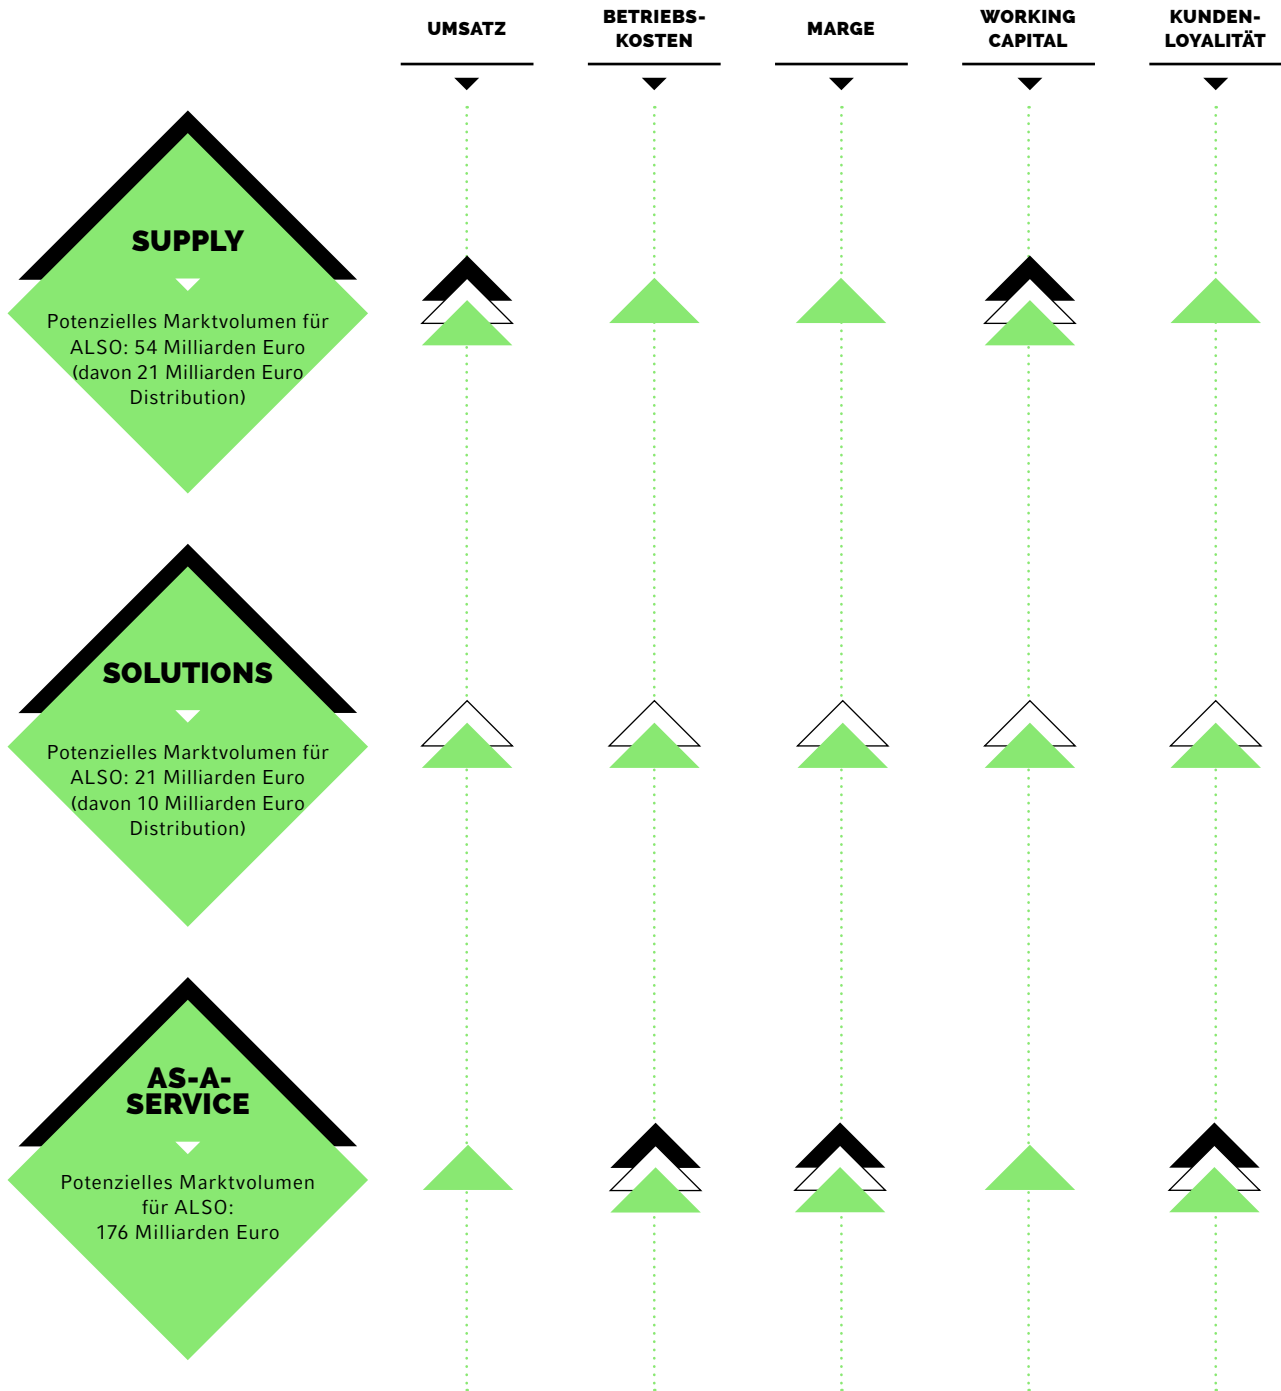 UMSATZ
BETRIEBS-
KOSTEN
MARGE
WORKING
CAPITAL
KUNDEN-
LOYALITÄT
SUPPLY
Potenzielles Marktvolumen für
ALSO: 54 Milliarden Euro
(davon 21 Milliarden Euro
Distribution)
SOLUTIONS
Potenzielles Marktvolumen für
ALSO: 21 Milliarden Euro
(davon 10 Milliarden Euro
Distribution)
AS-A-
SERVICE
Potenzielles Marktvolumen
für ALSO:
176 Milliarden Euro